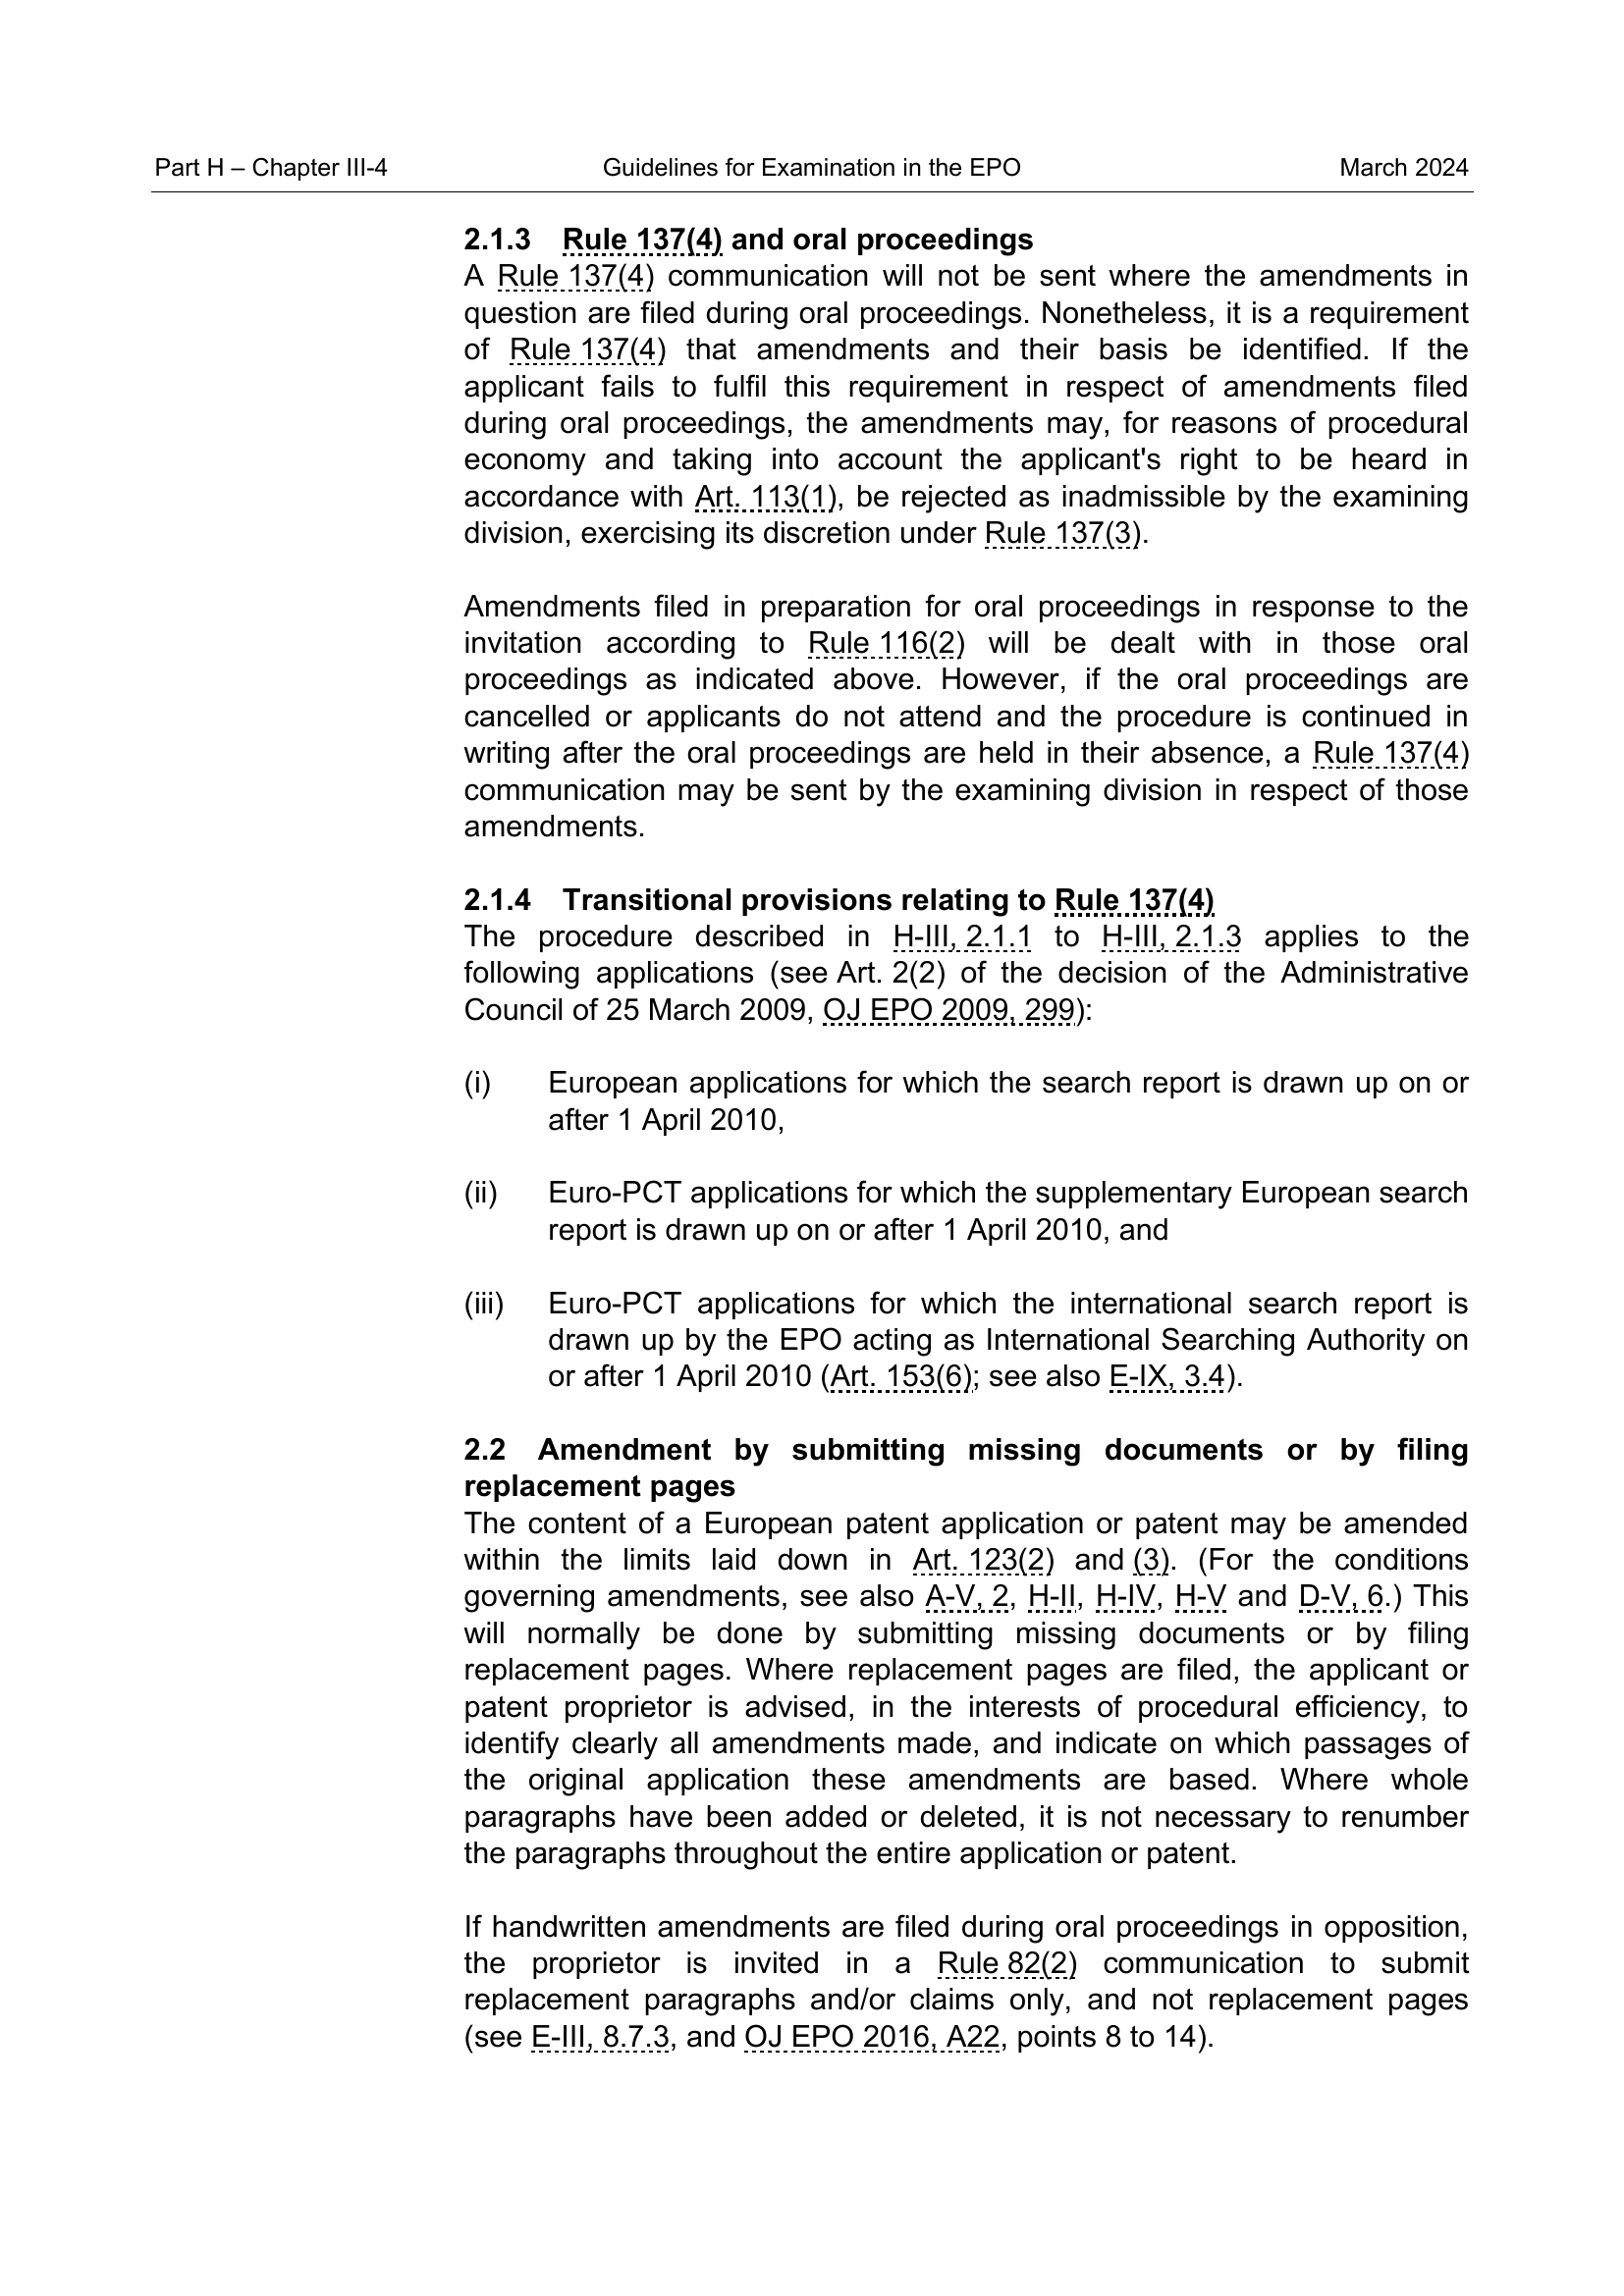 Part H – Chapter III-4 Guidelines for Examination in the EPO March 2024
2.1.3 Rule 137(4) and oral proceedings
A Rule 137(4) communication will not be sent where the amendments in
question are filed during oral proceedings. Nonetheless, it is a requirement
of Rule 137(4) that amendments and their basis be identified. If the
applicant fails to fulfil this requirement in respect of amendments filed
during oral proceedings, the amendments may, for reasons of procedural
economy and taking into account the applicant's right to be heard in
accordance with Art. 113(1), be rejected as inadmissible by the examining
division, exercising its discretion under Rule 137(3).
Amendments filed in preparation for oral proceedings in response to the
invitation according to Rule 116(2) will be dealt with in those oral
proceedings as indicated above. However, if the oral proceedings are
cancelled or applicants do not attend and the procedure is continued in
writing after the oral proceedings are held in their absence, a Rule 137(4)
communication may be sent by the examining division in respect of those
amendments.
2.1.4 Transitional provisions relating to Rule 137(4)
The procedure described in H-III, 2.1.1 to H-III, 2.1.3 applies to the
following applications (see Art. 2(2) of the decision of the Administrative
Council of 25 March 2009, OJ EPO 2009, 299):
(i) European applications for which the search report is drawn up on or
after 1 April 2010,
(ii) Euro-PCT applications for which the supplementary European search
report is drawn up on or after 1 April 2010, and
(iii) Euro-PCT applications for which the international search report is
drawn up by the EPO acting as International Searching Authority on
or after 1 April 2010 (Art. 153(6); see also E-IX, 3.4).
2.2 Amendment by submitting missing documents or by filing
replacement pages
The content of a European patent application or patent may be amended
within the limits laid down in Art. 123(2) and (3). (For the conditions
governing amendments, see also A-V, 2, H-II, H-IV, H-V and D-V, 6.) This
will normally be done by submitting missing documents or by filing
replacement pages. Where replacement pages are filed, the applicant or
patent proprietor is advised, in the interests of procedural efficiency, to
identify clearly all amendments made, and indicate on which passages of
the original application these amendments are based. Where whole
paragraphs have been added or deleted, it is not necessary to renumber
the paragraphs throughout the entire application or patent.
If handwritten amendments are filed during oral proceedings in opposition,
the proprietor is invited in a Rule 82(2) communication to submit
replacement paragraphs and/or claims only, and not replacement pages
(see E-III, 8.7.3, and OJ EPO 2016, A22, points 8 to 14).